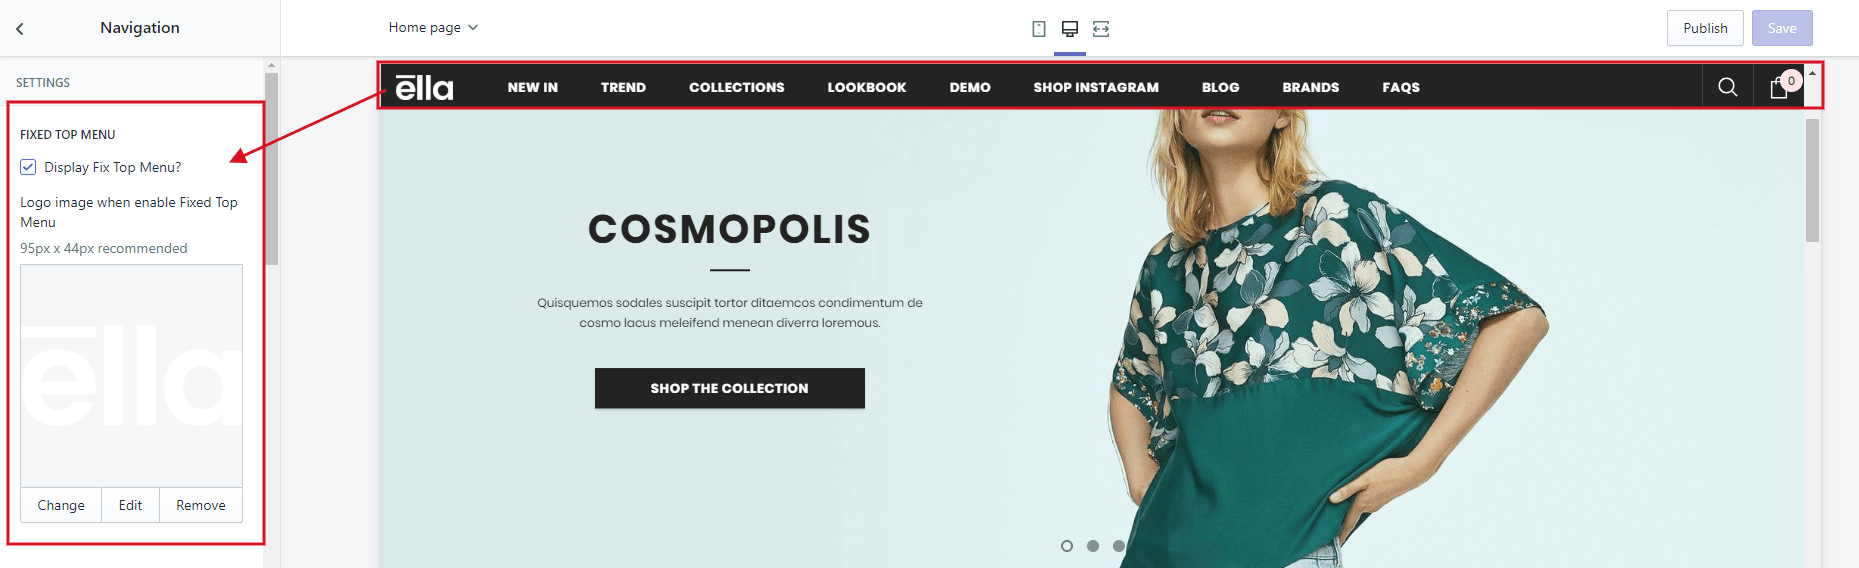 Navigation
Home page
Publish
Save
SETTINGS
FIXED TOP MENU
Display Fix Top Menu?
Logo image when enable Fixed Top
Menu
95px x 44px recommended
ēlla
Change
Edit
Remove
ēlla
NEW IN
TREND
COLLECTIONS
LOOKBOOK
DEMO
SHOP INSTAGRAM
BLOG
BRANDS
FAQS
0
COSMOPOLIS
Quisquemos sodales suscipit tortor ditaemcos condimentum de
cosmo lacus meleifend menean diverra loremous.
SHOP THE COLLECTION